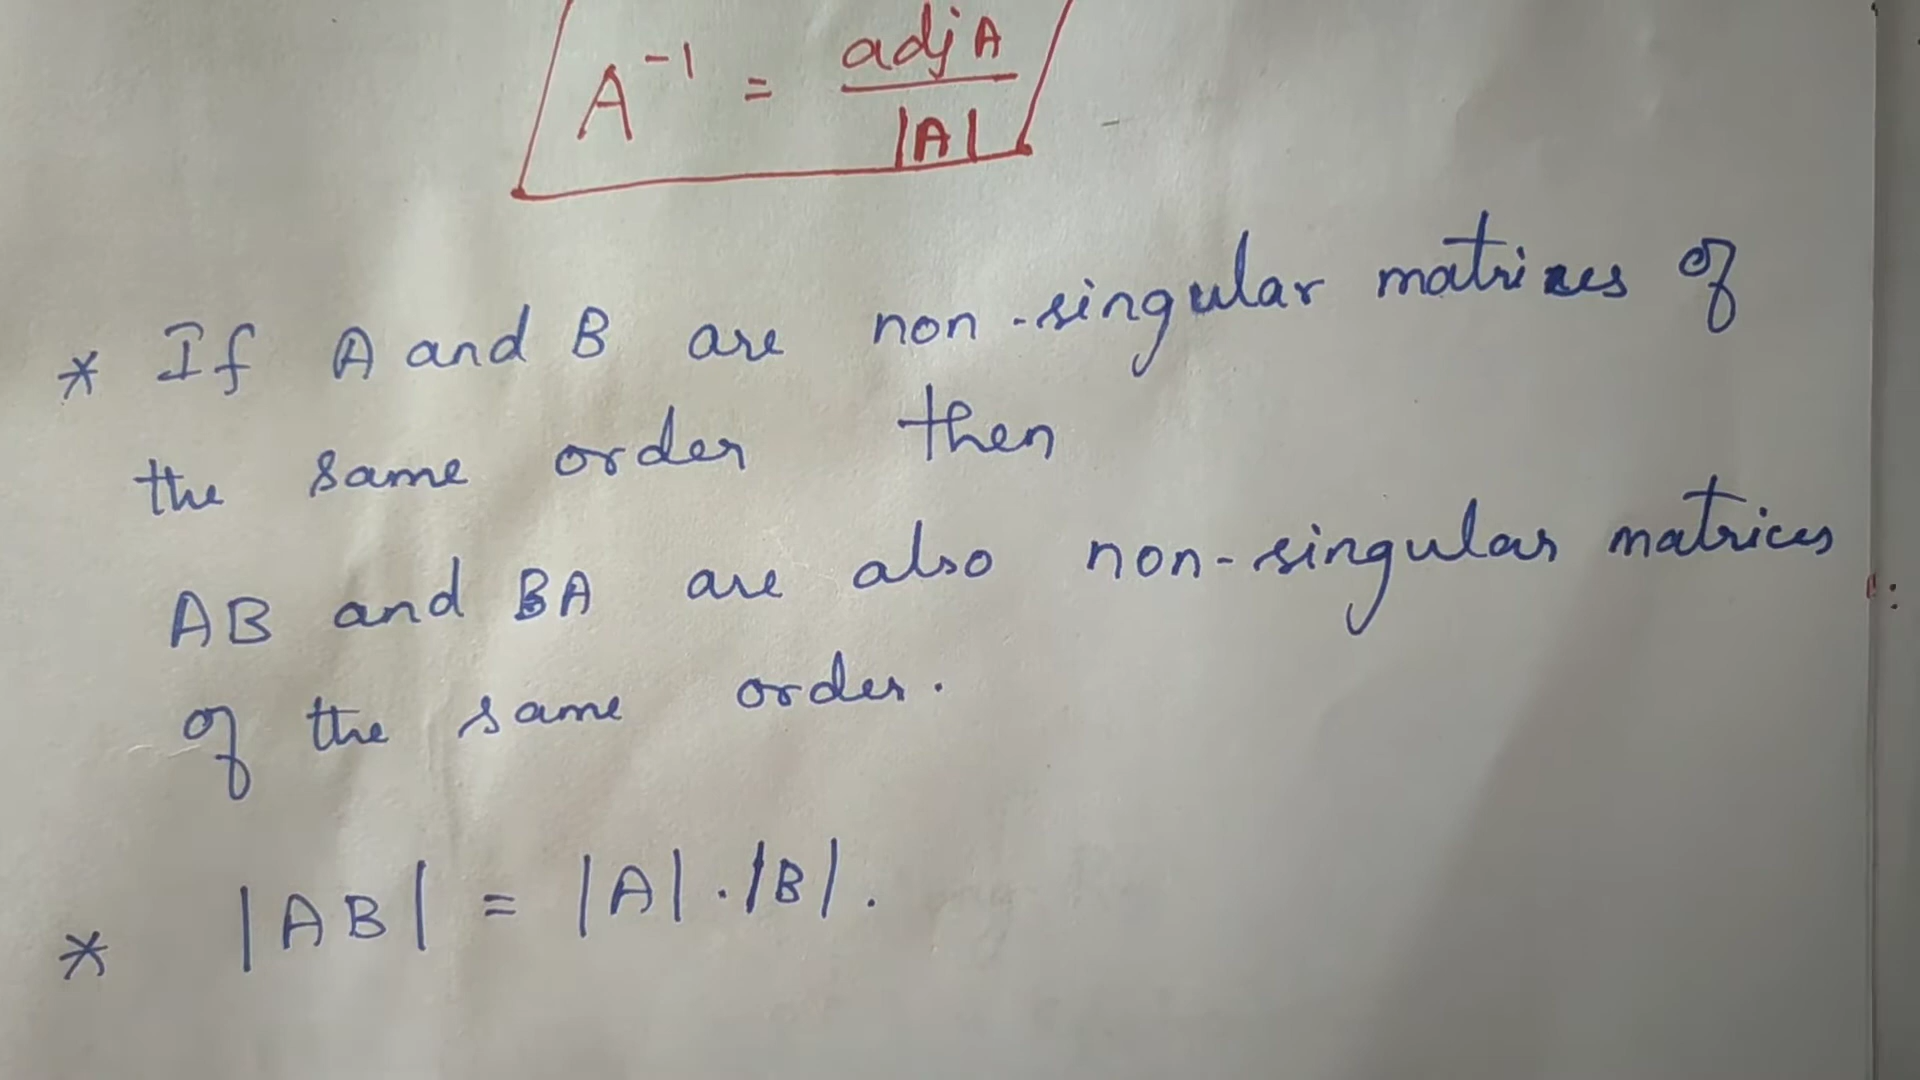 A⁻¹ = adj A / |A|
* If A and B are non-singular matrices of
the same order then
AB and BA are also non-singular matrices
of the same order.
* |AB| = |A|.|B|.